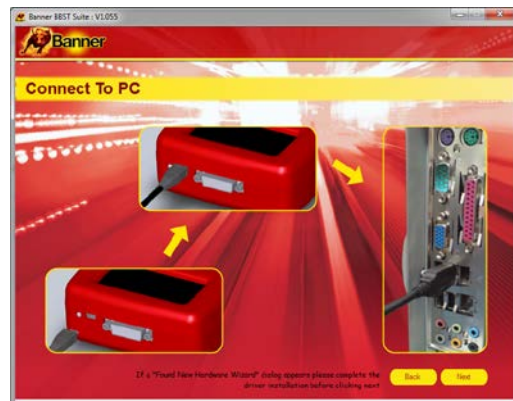 Banner BBST Suite : V1.055
Banner
Connect To PC
If a "Found New Hardware Wizard" dialog appears please complete the
driver installation before clicking next
Back
Next